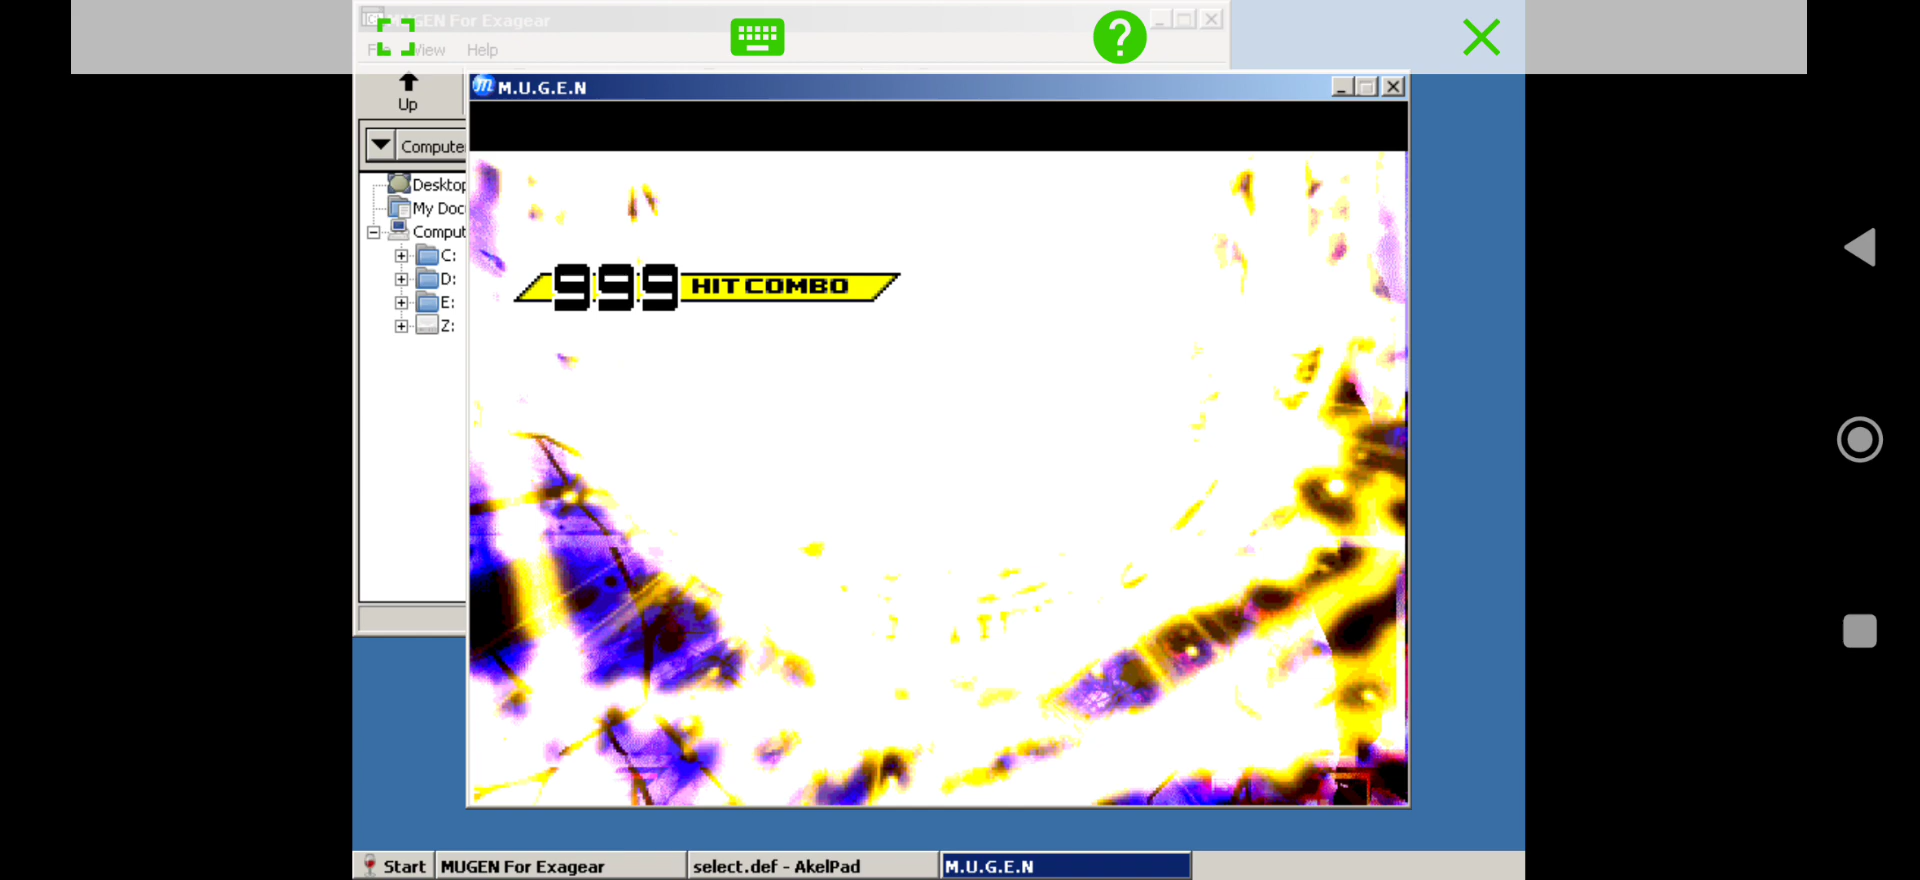 MUGEN For Exagear
View
Help
Up
M.U.G.E.N
Compute
Desktop
My Doc
Comput
C:
D:
E:
Z:
999 HIT COMBO
Start
MUGEN For Exagear
select.def - AkelPad
M.U.G.E.N